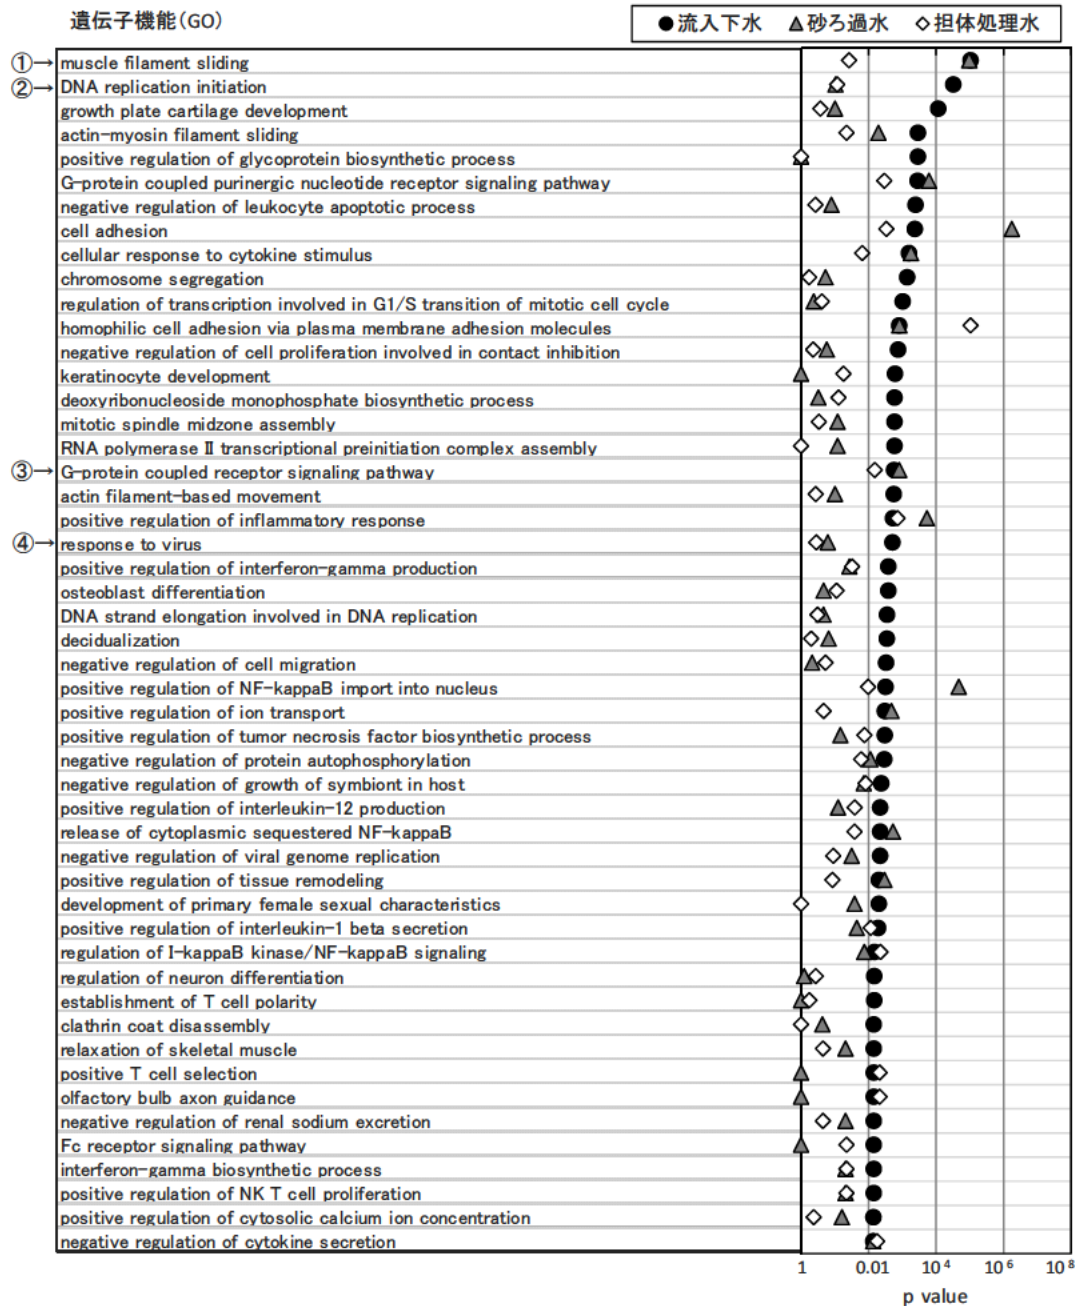 遺伝子機能(GO)
● 流入下水 ▲ 砂ろ過水 ◇ 担体処理水
①→ muscle filament sliding
②→ DNA replication initiation
growth plate cartilage development
actin-myosin filament sliding
positive regulation of glycoprotein biosynthetic process
G-protein coupled purinergic nucleotide receptor signaling pathway
negative regulation of leukocyte apoptotic process
cell adhesion
cellular response to cytokine stimulus
chromosome segregation
regulation of transcription involved in G1/S transition of mitotic cell cycle
homophilic cell adhesion via plasma membrane adhesion molecules
negative regulation of cell proliferation involved in contact inhibition
keratinocyte development
deoxyribonucleoside monophosphate biosynthetic process
mitotic spindle midzone assembly
RNA polymerase Ⅱ transcriptional preinitiation complex assembly
③→ G-protein coupled receptor signaling pathway
actin filament-based movement
positive regulation of inflammatory response
④→ response to virus
positive regulation of interferon-gamma production
osteoblast differentiation
DNA strand elongation involved in DNA replication
decidualization
negative regulation of cell migration
positive regulation of NF-kappaB import into nucleus
positive regulation of ion transport
positive regulation of tumor necrosis factor biosynthetic process
negative regulation of protein autophosphorylation
negative regulation of growth of symbiont in host
positive regulation of interleukin-12 production
release of cytoplasmic sequestered NF-kappaB
negative regulation of viral genome replication
positive regulation of tissue remodeling
development of primary female sexual characteristics
positive regulation of interleukin-1 beta secretion
regulation of I-kappaB kinase/NF-kappaB signaling
regulation of neuron differentiation
establishment of T cell polarity
clathrin coat disassembly
relaxation of skeletal muscle
positive T cell selection
olfactory bulb axon guidance
negative regulation of renal sodium excretion
Fc receptor signaling pathway
interferon-gamma biosynthetic process
positive regulation of NK T cell proliferation
positive regulation of cytosolic calcium ion concentration
negative regulation of cytokine secretion
1 0.01 10⁴ 10⁶ 10⁸
p value